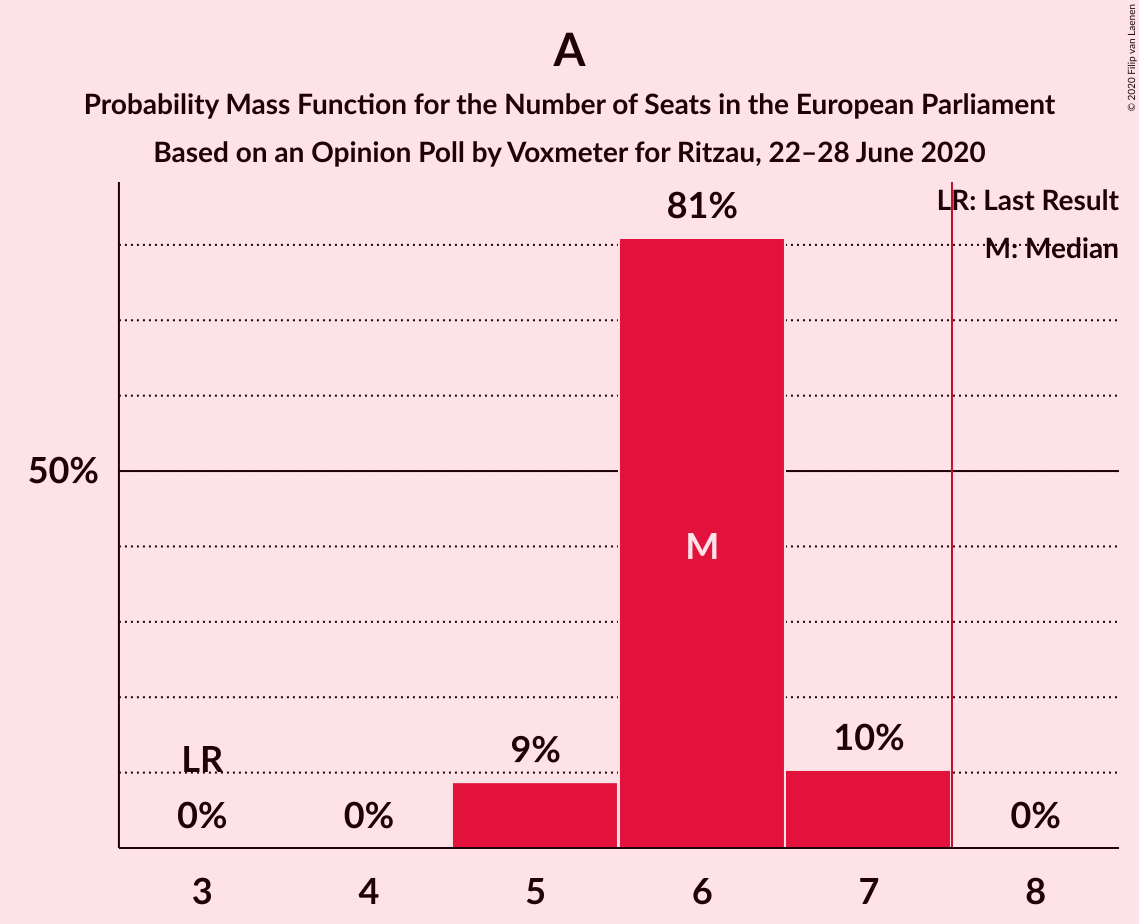 A
Probability Mass Function for the Number of Seats in the European Parliament
Based on an Opinion Poll by Voxmeter for Ritzau, 22–28 June 2020
© 2020 Filip van Laenen
LR: Last Result
M: Median
81%
50%
M
LR
9%
10%
0%
0%
0%
3
4
5
6
7
8